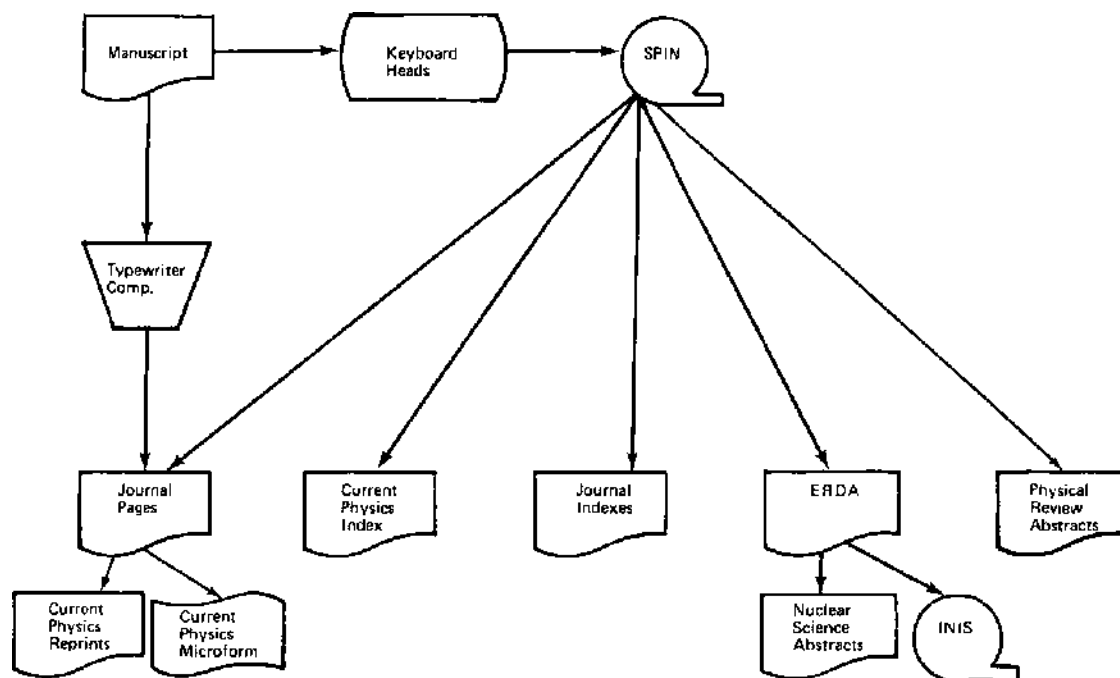 Manuscript
Keyboard
Heads
SPIN
Typewriter
Comp.
Journal
Pages
Current
Physics
Index
Journal
Indexes
ERDA
Physical
Review
Abstracts
Current
Physics
Reprints
Current
Physics
Microform
Nuclear
Science
Abstracts
INIS